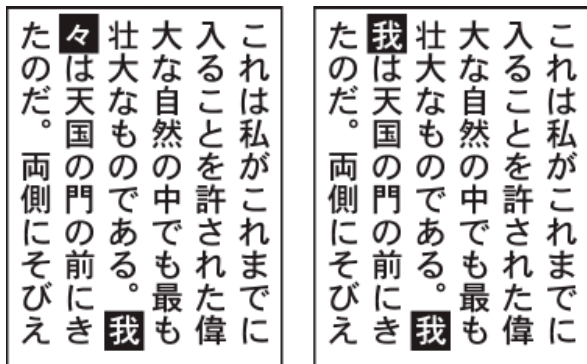 これは私がこれまでに
入ることを許された偉
大な自然の中でも最も
壮大なものである。我
々は天国の門の前にき
たのだ。両側にそびえ
これは私がこれまでに
入ることを許された偉
大な自然の中でも最も
壮大なものである。我
我は天国の門の前にき
たのだ。両側にそびえ